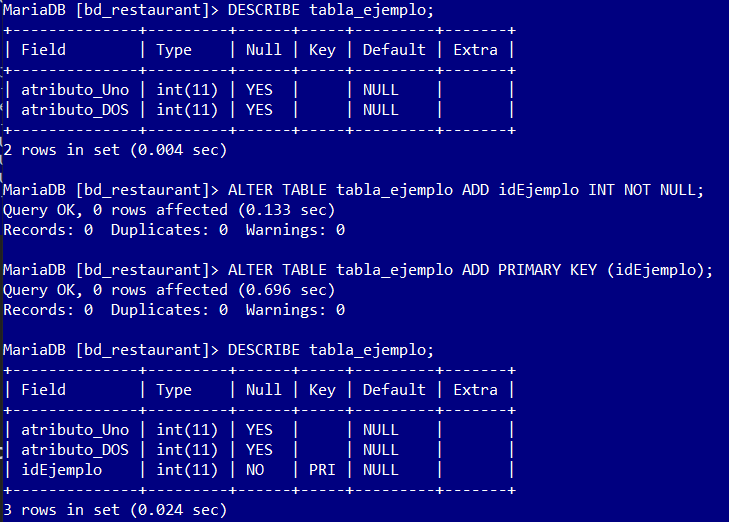 MariaDB [bd_restaurant]> DESCRIBE tabla_ejemplo;
+--------------+---------+------+-----+---------+-------+
| Field        | Type    | Null | Key | Default | Extra |
+--------------+---------+------+-----+---------+-------+
| atributo_Uno | int(11) | YES  |     | NULL    |       |
| atributo_DOS | int(11) | YES  |     | NULL    |       |
+--------------+---------+------+-----+---------+-------+
2 rows in set (0.004 sec)

MariaDB [bd_restaurant]> ALTER TABLE tabla_ejemplo ADD idEjemplo INT NOT NULL;
Query OK, 0 rows affected (0.133 sec)
Records: 0  Duplicates: 0  Warnings: 0

MariaDB [bd_restaurant]> ALTER TABLE tabla_ejemplo ADD PRIMARY KEY (idEjemplo);
Query OK, 0 rows affected (0.696 sec)
Records: 0  Duplicates: 0  Warnings: 0

MariaDB [bd_restaurant]> DESCRIBE tabla_ejemplo;
+--------------+---------+------+-----+---------+-------+
| Field        | Type    | Null | Key | Default | Extra |
+--------------+---------+------+-----+---------+-------+
| atributo_Uno | int(11) | YES  |     | NULL    |       |
| atributo_DOS | int(11) | YES  |     | NULL    |       |
| idEjemplo    | int(11) | NO   | PRI | NULL    |       |
+--------------+---------+------+-----+---------+-------+
3 rows in set (0.024 sec)